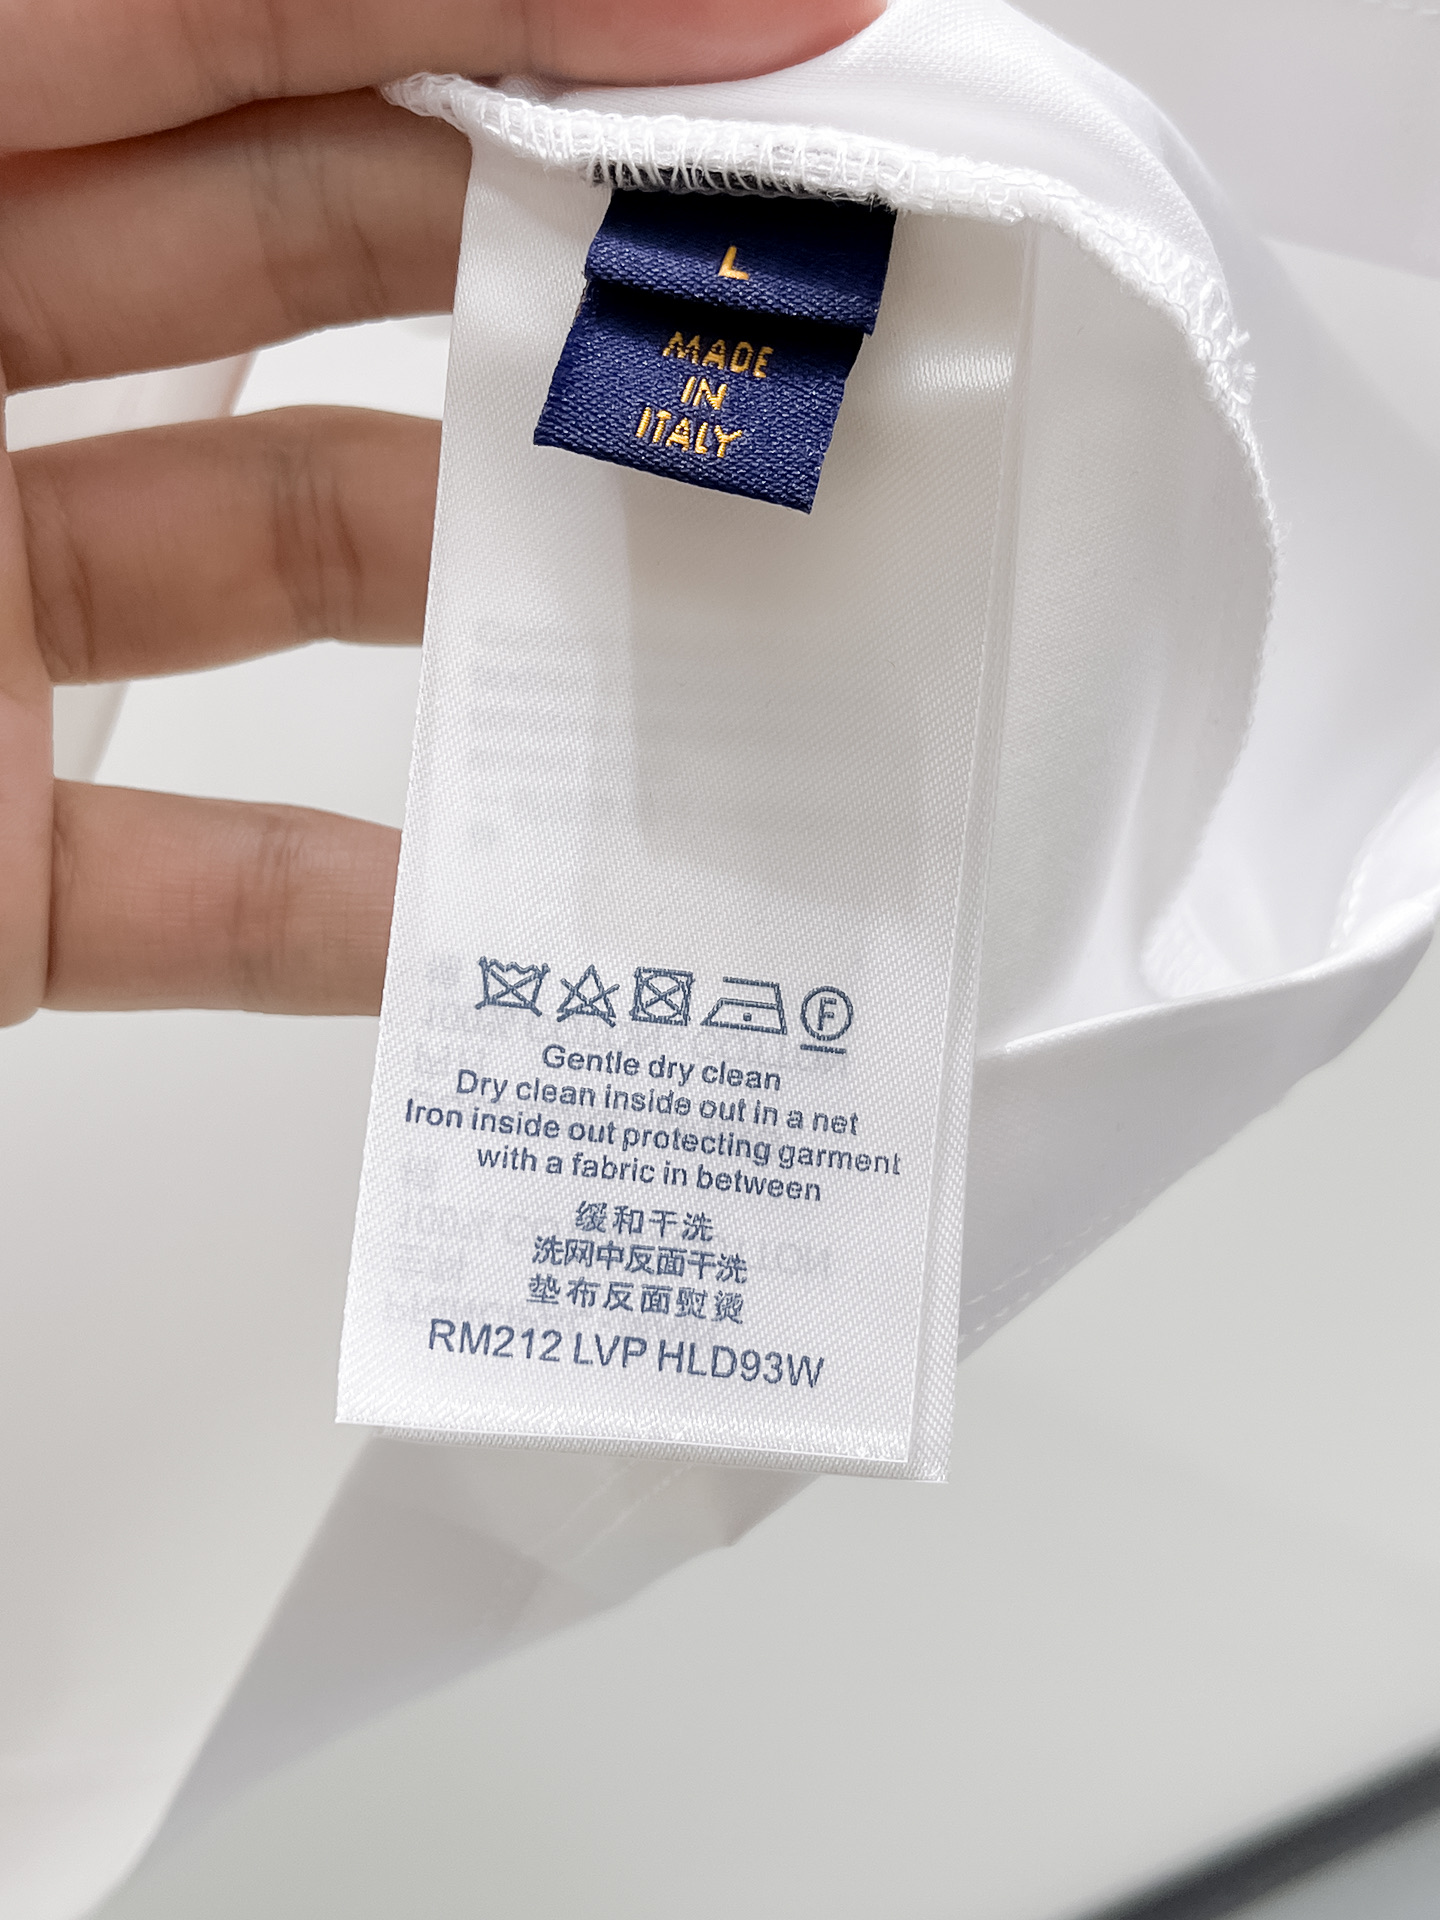 L
MADE
IN
ITALY
F
Gentle dry clean
Dry clean inside out in a net
Iron inside out protecting garment
with a fabric in between
缓和干洗
洗网中反面干洗
垫布反面熨烫
RM212 LVP HLD93W